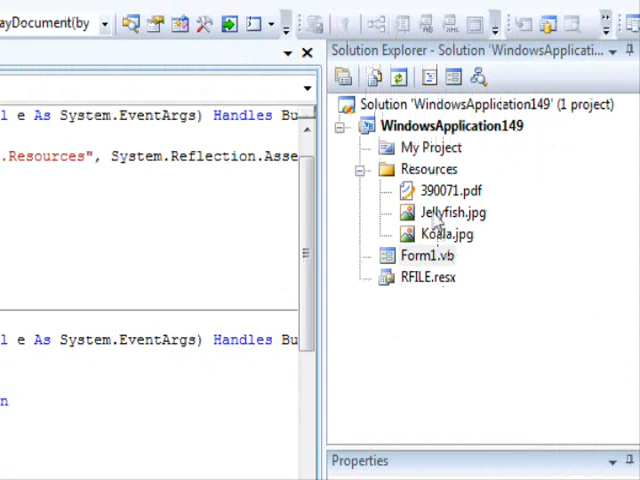 ayDocument(by
Solution Explorer - Solution 'WindowsApplicati...
Solution 'WindowsApplication149' (1 project)
WindowsApplication149
My Project
Resources
390071.pdf
Jellyfish.jpg
Koala.jpg
Form1.vb
RFILE.resx
Properties
l e As System.EventArgs) Handles Bu
.Resources", System.Reflection.Asse
l e As System.EventArgs) Handles Bu
n